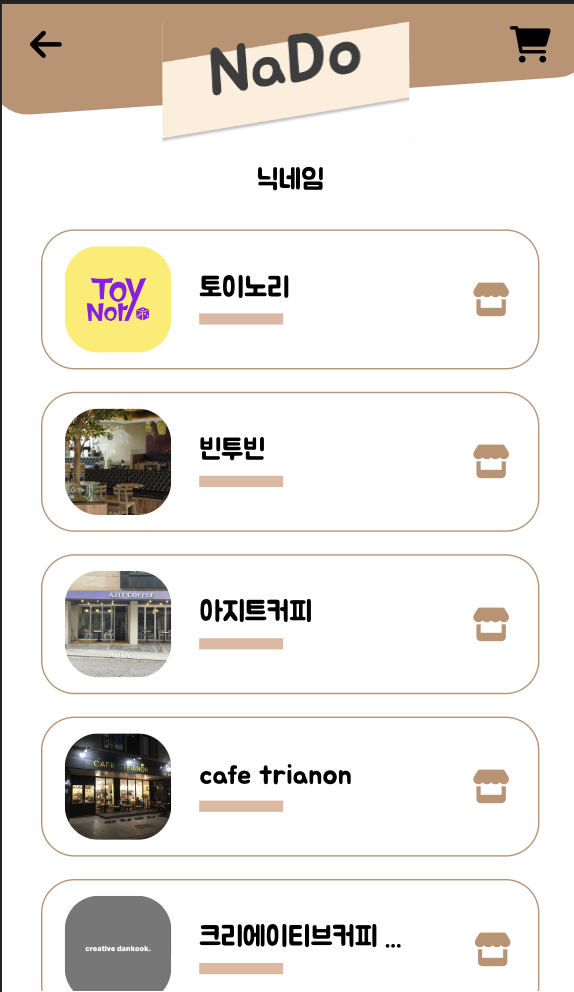 NaDo
닉네임
Toy
Nory
토이노리
빈투빈
AZIT COFFEE
아지트커피
CAFE TRIANON
cafe trianon
creative dankook.
크리에이티브커피 ...